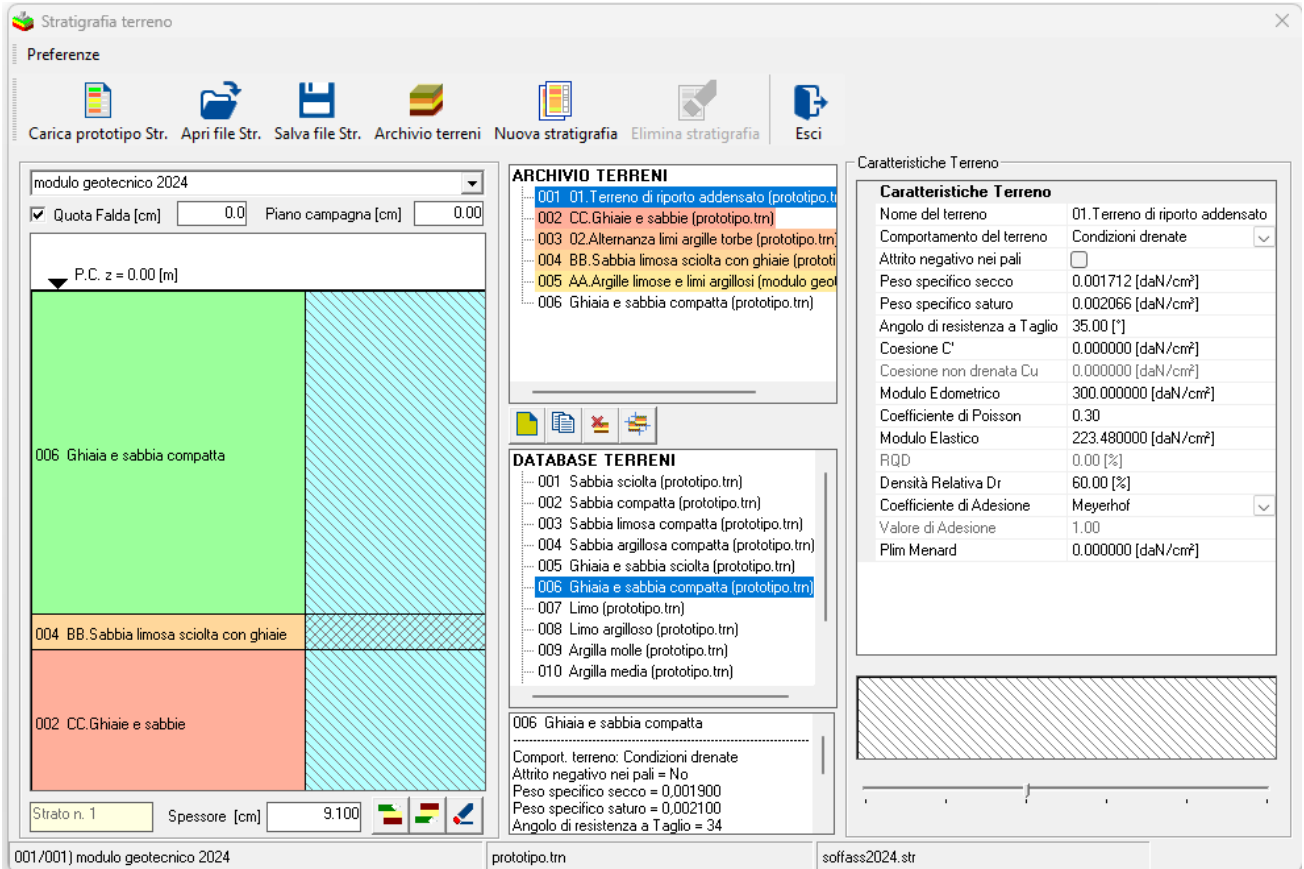 Stratigrafia terreno
Preferenze
Carica prototipo Str. Apri file Str. Salva file Str. Archivio terreni Nuova stratigrafia Elimina stratigrafia Esci
modulo geotecnico 2024
Quota Falda [cm] 0.0 Piano campagna [cm] 0.00
P.C. z = 0.00 [m]
006 Ghiaia e sabbia compatta
004 BB.Sabbia limosa sciolta con ghiaie
002 CC.Ghiaie e sabbie
Strato n. 1 Spessore [cm] 9.100
ARCHIVIO TERRENI
001 01.Terreno di riporto addensato (prototipo.tr
002 CC.Ghiaie e sabbie (prototipo.trn)
003 02.Alternanza limi argille torbe (prototipo.trn)
004 BB.Sabbia limosa sciolta con ghiaie (prototi
005 AA.Argille limose e limi argillosi (modulo geot
006 Ghiaia e sabbia compatta (prototipo.trn)
DATABASE TERRENI
001 Sabbia sciolta (prototipo.trn)
002 Sabbia compatta (prototipo.trn)
003 Sabbia limosa compatta (prototipo.trn)
004 Sabbia argillosa compatta (prototipo.trn)
005 Ghiaia e sabbia sciolta (prototipo.trn)
006 Ghiaia e sabbia compatta (prototipo.trn)
007 Limo (prototipo.trn)
008 Limo argilloso (prototipo.trn)
009 Argilla molle (prototipo.trn)
010 Argilla media (prototipo.trn)
006 Ghiaia e sabbia compatta
--------------------------------------------------
Comport. terreno: Condizioni drenate
Attrito negativo nei pali = No
Peso specifico secco = 0,001900
Peso specifico saturo = 0,002100
Angolo di resistenza a Taglio = 34
Caratteristiche Terreno
Caratteristiche Terreno
Nome del terreno 01.Terreno di riporto addensato
Comportamento del terreno Condizioni drenate
Attrito negativo nei pali
Peso specifico secco 0.001712 [daN/cm³]
Peso specifico saturo 0.002066 [daN/cm³]
Angolo di resistenza a Taglio 35.00 [°]
Coesione C' 0.000000 [daN/cm²]
Coesione non drenata Cu 0.000000 [daN/cm²]
Modulo Edometrico 300.000000 [daN/cm²]
Coefficiente di Poisson 0.30
Modulo Elastico 223.480000 [daN/cm²]
RQD 0.00 [%]
Densità Relativa Dr 60.00 [%]
Coefficiente di Adesione Meyerhof
Valore di Adesione 1.00
Plim Menard 0.000000 [daN/cm²]
001/001) modulo geotecnico 2024 prototipo.trn soffass2024.str